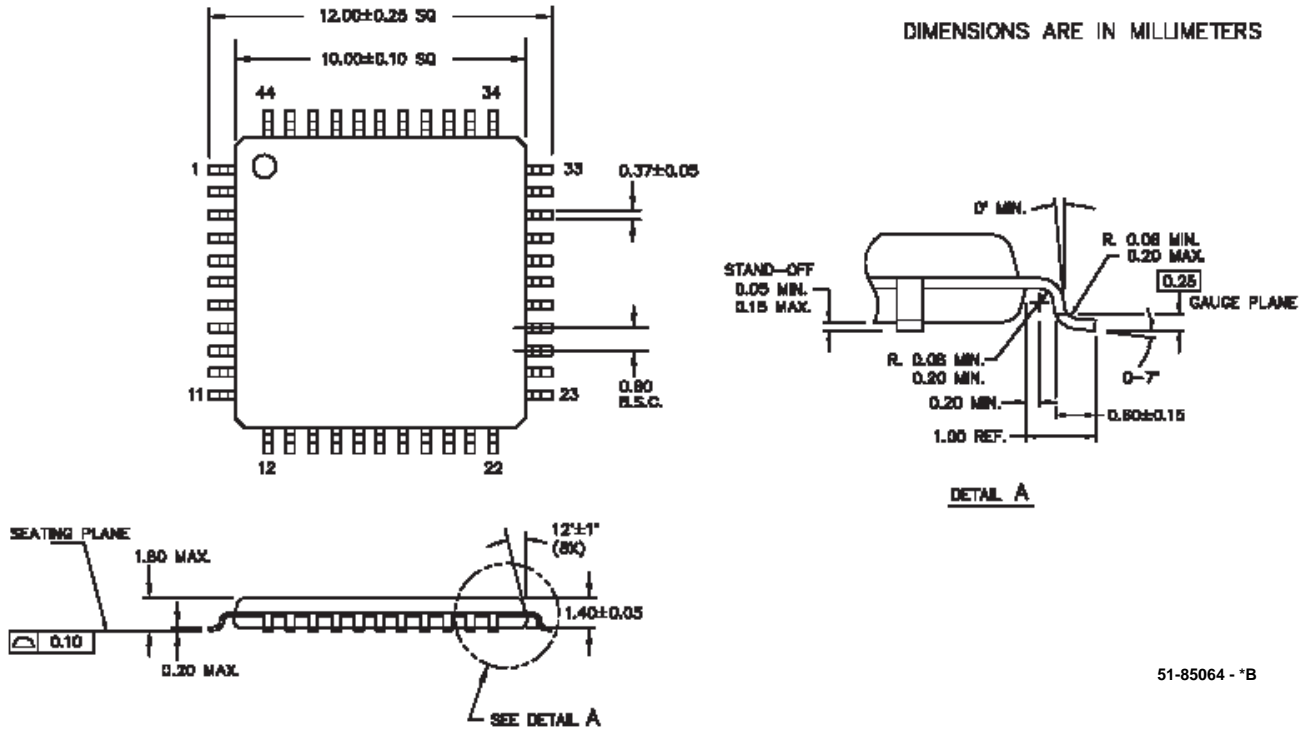 12.00±0.25 SQ
DIMENSIONS ARE IN MILLIMETERS
10.00±0.10 SQ
44
34
1
33
0.37±0.05
0° MIN.
R. 0.08 MIN.
0.20 MAX.
STAND-OFF
0.05 MIN.
0.15 MAX.
0.25
GAUGE PLANE
R. 0.08 MIN.
0.20 MIN.
0-7°
0.80
B.S.C.
11
23
0.20 MIN.
0.60±0.15
1.00 REF.
12
22
DETAIL A
SEATING PLANE
12°±1°
(8X)
1.60 MAX.
1.40±0.05
0.10
0.20 MAX.
51-85064 - *B
SEE DETAIL A